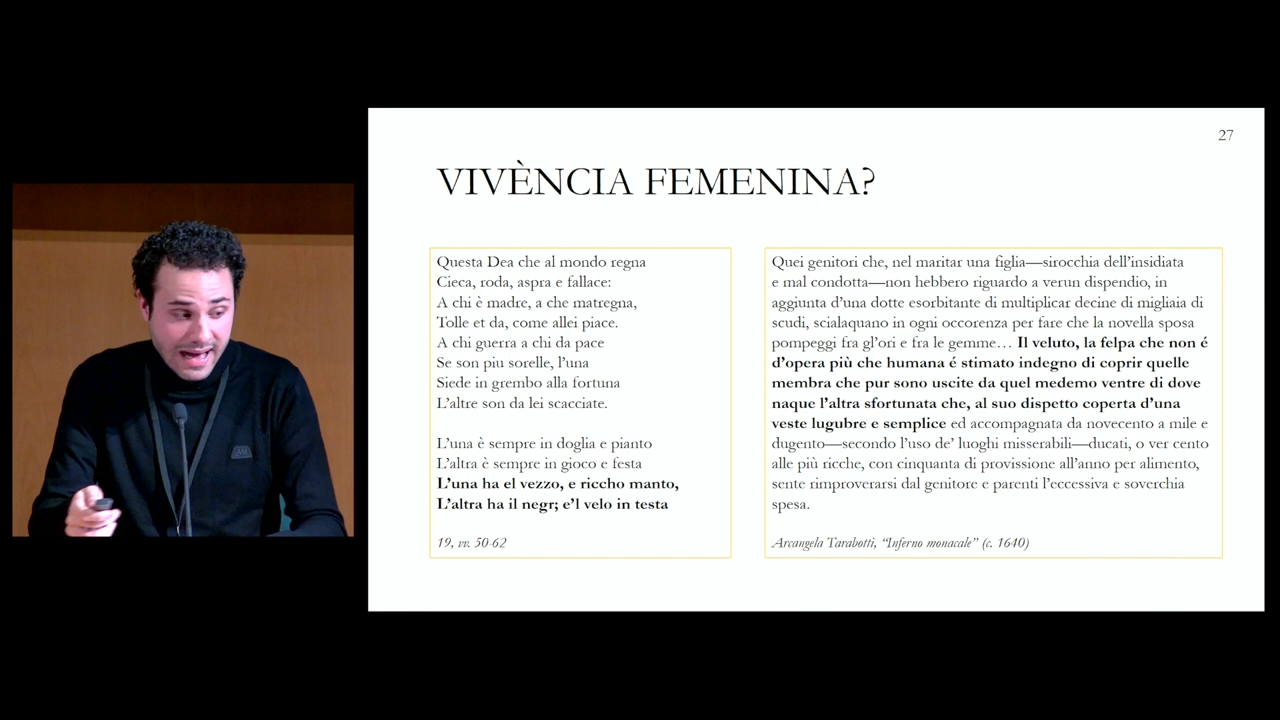 27
VIVÈNCIA FEMENINA?
Questa Dea che al mondo regna
Cieca, roda, aspra e fallace:
A chi è madre, a che matregna,
Tolle et da, come allei piace.
A chi guerra a chi da pace
Se son piu sorelle, l'una
Siede in grembo alla fortuna
L'altre son da lei scacciate.
L'una è sempre in doglia e pianto
L'altra è sempre in gioco e festa
L'una ha el vezzo, e riccho manto,
L'altra ha il negr; e'l velo in testa
19, vv. 50-62
Quei genitori che, nel maritar una figlia—sirocchia dell'insidiata
e mal condotta—non hebbero riguardo a verun dispendio, in
aggiunta d'una dotte esorbitante di multiplicar decine di migliaia di
scudi, scialaquano in ogni occorenza per fare che la novella sposa
pompeggi fra gl'ori e fra le gemme… Il veluto, la felpa che non é
d'opera più che humana é stimato indegno di coprir quelle
membra che pur sono uscite da quel medemo ventre di dove
naque l'altra sfortunata che, al suo dispetto coperta d'una
veste lugubre e semplice ed accompagnata da novecento a mile e
dugento—secondo l'uso de' luoghi misserabili—ducati, o ver cento
alle più ricche, con cinquanta di provissione all'anno per alimento,
sente rimproverarsi dal genitore e parenti l'eccessiva e soverchia
spesa.
Arcangela Tarabotti, "Inferno monacale" (c. 1640)